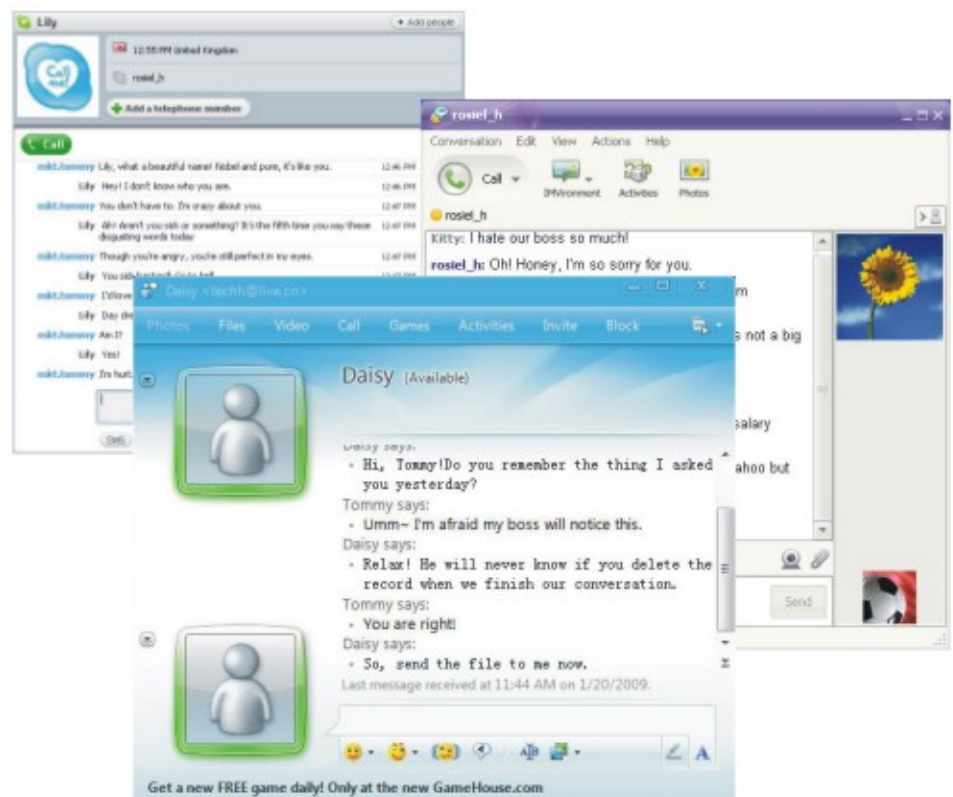 Lily
+ Add people
Call
me!
12:55 PM United Kingdom
rosiel_h
Add a telephone number
Call
Lily, what a beautiful name! Nobel and pure, it's like you. 12:46 PM
Lily Hey! I don't know who you are. 12:46 PM
You don't have to. I'm crazy about you. 12:47 PM
Lily Ah! Aren't you sick or something? It's the fifth time you say these 12:47 PM
disgusting words today
Though you're angry, you're still perfect in my eyes. 12:47 PM
Lily
Lily Day
Am I?
Lily Yes!
I'm hurt.
SMS
rosiel_h
Conversation Edit View Actions Help
Call
IMVironment
Activities
Photos
rosiel_h
Kitty: I hate our boss so much!
rosiel_h: Oh! Honey, I'm so sorry for you.
not a big
salary
ahoo but
Send
Daisy <techh@live.cn>
Photos Files Video Call Games Activities Invite Block
Daisy (Available)
Daisy says:
Hi, Tommy!Do you remember the thing I asked
you yesterday?
Tommy says:
Umm~ I'm afraid my boss will notice this.
Daisy says:
Relax! He will never know if you delete the
record when we finish our conversation.
Tommy says:
You are right!
Daisy says:
So, send the file to me now.
Last message received at 11:44 AM on 1/20/2009.
Get a new FREE game daily! Only at the new GameHouse.com